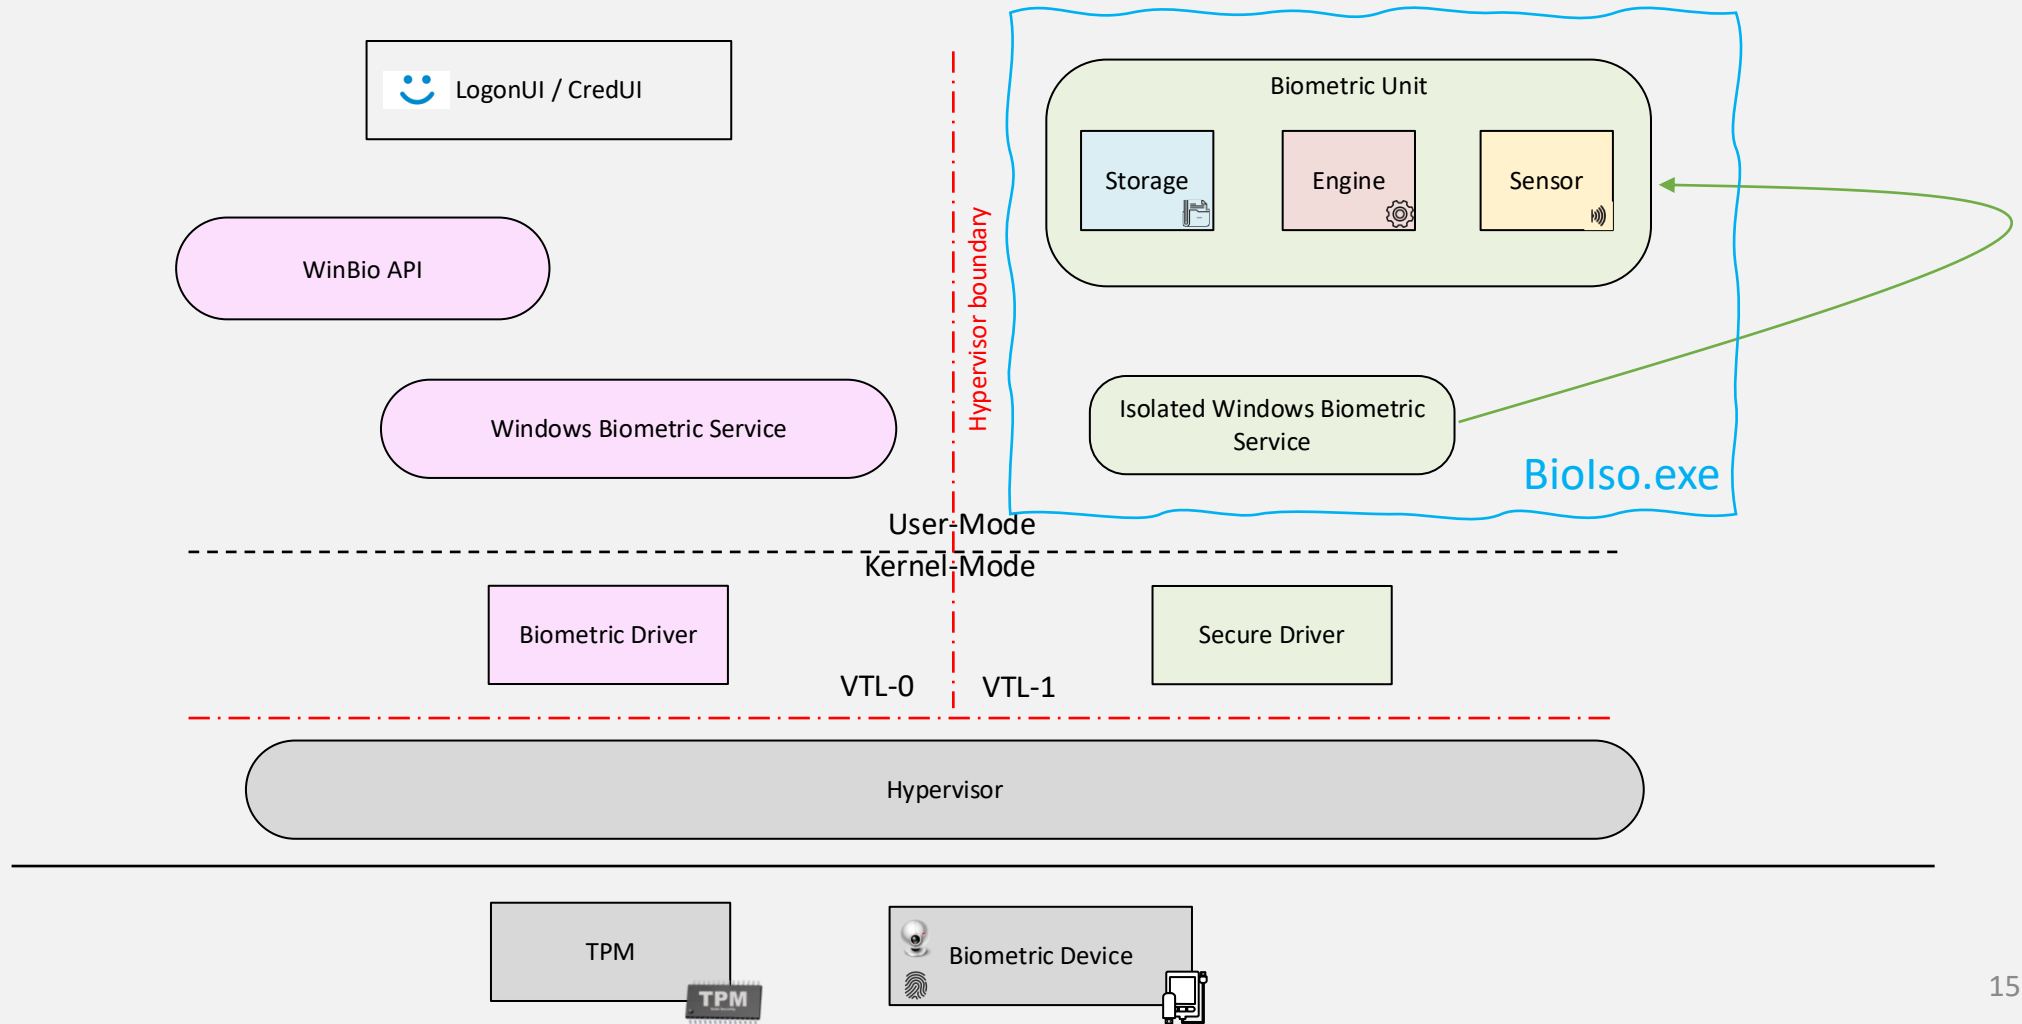 LogonUI / CredUI
Biometric Unit
Storage
Engine
Sensor
WinBio API
Hypervisor boundary
Windows Biometric Service
Isolated Windows Biometric
Service
BioIso.exe
User-Mode
Kernel-Mode
Biometric Driver
Secure Driver
VTL-0
VTL-1
Hypervisor
TPM
TPM
Biometric Device
15